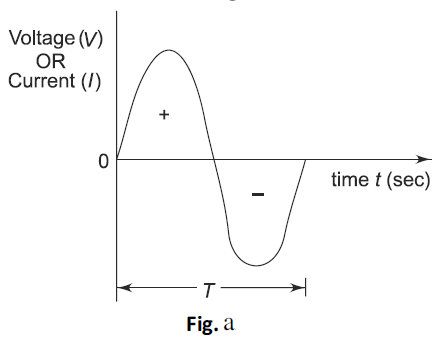 Voltage (V)
OR
Current (I)
+
0
time t (sec)
–
T
Fig. a